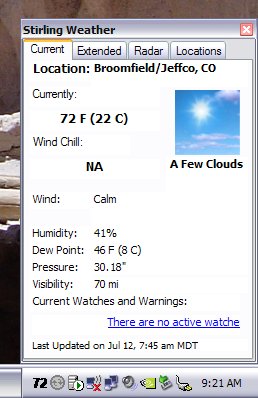 Stirling Weather
Current Extended Radar Locations
Location: Broomfield/Jeffco, CO
Currently:
72 F (22 C)
Wind Chill:
NA
A Few Clouds
Wind: Calm
Humidity: 41%
Dew Point: 46 F (8 C)
Pressure: 30.18"
Visibility: 70 mi
Current Watches and Warnings:
There are no active watche
Last Updated on Jul 12, 7:45 am MDT
72 9:21 AM